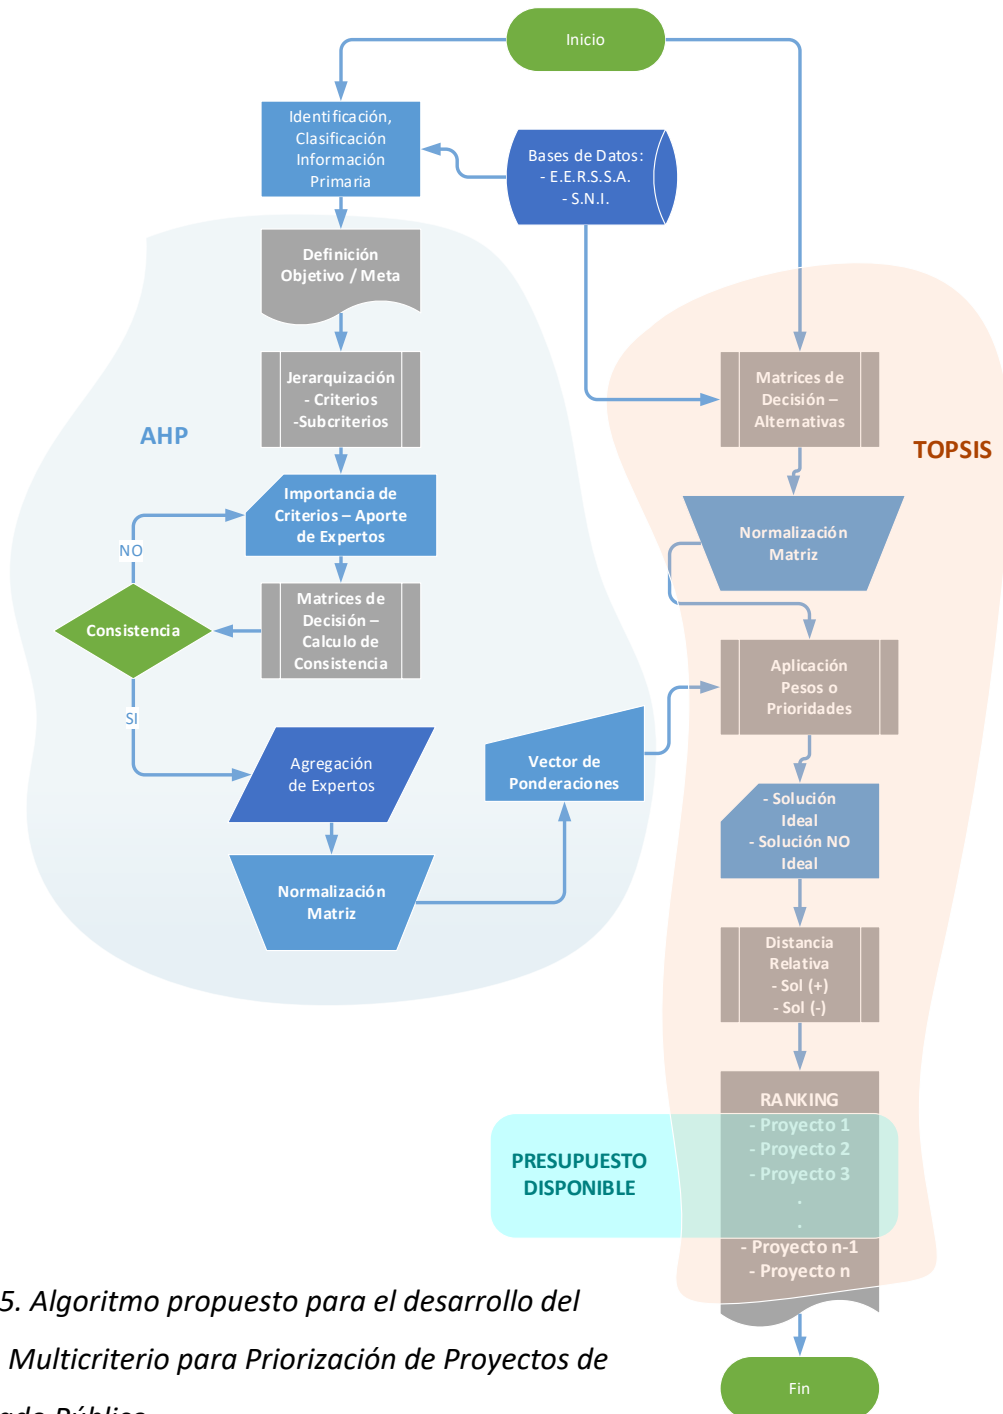 Inicio
Identificación,
Clasificación
Información
Primaria
Bases de Datos:
- E.E.R.S.S.A.
- S.N.I.
Definición
Objetivo / Meta
Jerarquización
- Criterios
-Subcriterios
AHP
Importancia de
Criterios – Aporte
de Expertos
NO
Consistencia
Matrices de
Decisión –
Calculo de
Consistencia
SI
Agregación
de Expertos
Normalización
Matriz
Vector de
Ponderaciones
Matrices de
Decisión –
Alternativas
TOPSIS
Normalización
Matriz
Aplicación
Pesos o
Prioridades
- Solución
Ideal
- Solución NO
Ideal
Distancia
Relativa
- Sol (+)
- Sol (-)
RANKING
- Proyecto 1
- Proyecto 2
- Proyecto 3
.
.
- Proyecto n-1
- Proyecto n
PRESUPUESTO
DISPONIBLE
Fin
5. Algoritmo propuesto para el desarrollo del
Multicriterio para Priorización de Proyectos de